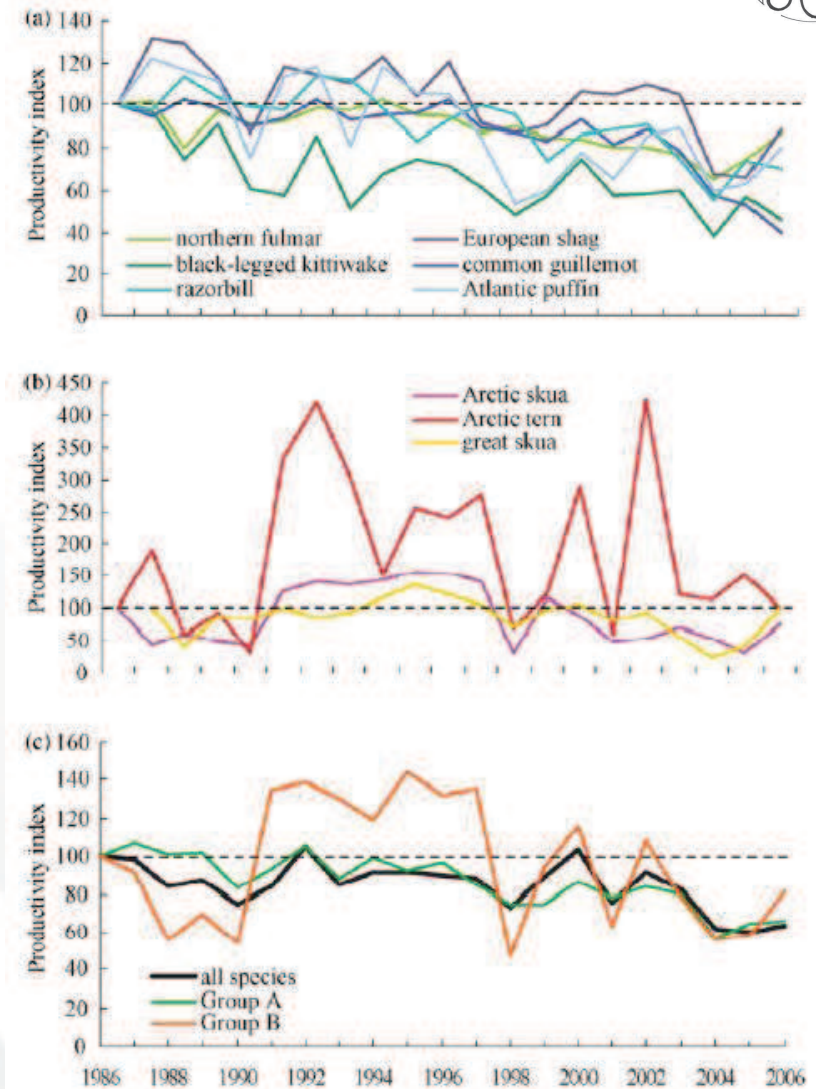 (a) 140
120
100
80
60
40
20
0
Productivity index
northern fulmar
black-legged kittiwake
razorbill
European shag
common guillemot
Atlantic puffin
(b) 450
400
350
300
250
200
150
100
50
0
Productivity index
Arctic skua
Arctic tern
great skua
(c) 160
140
120
100
80
60
40
20
0
Productivity index
all species
Group A
Group B
1986 1988 1990 1992 1994 1996 1998 2000 2002 2004 2006